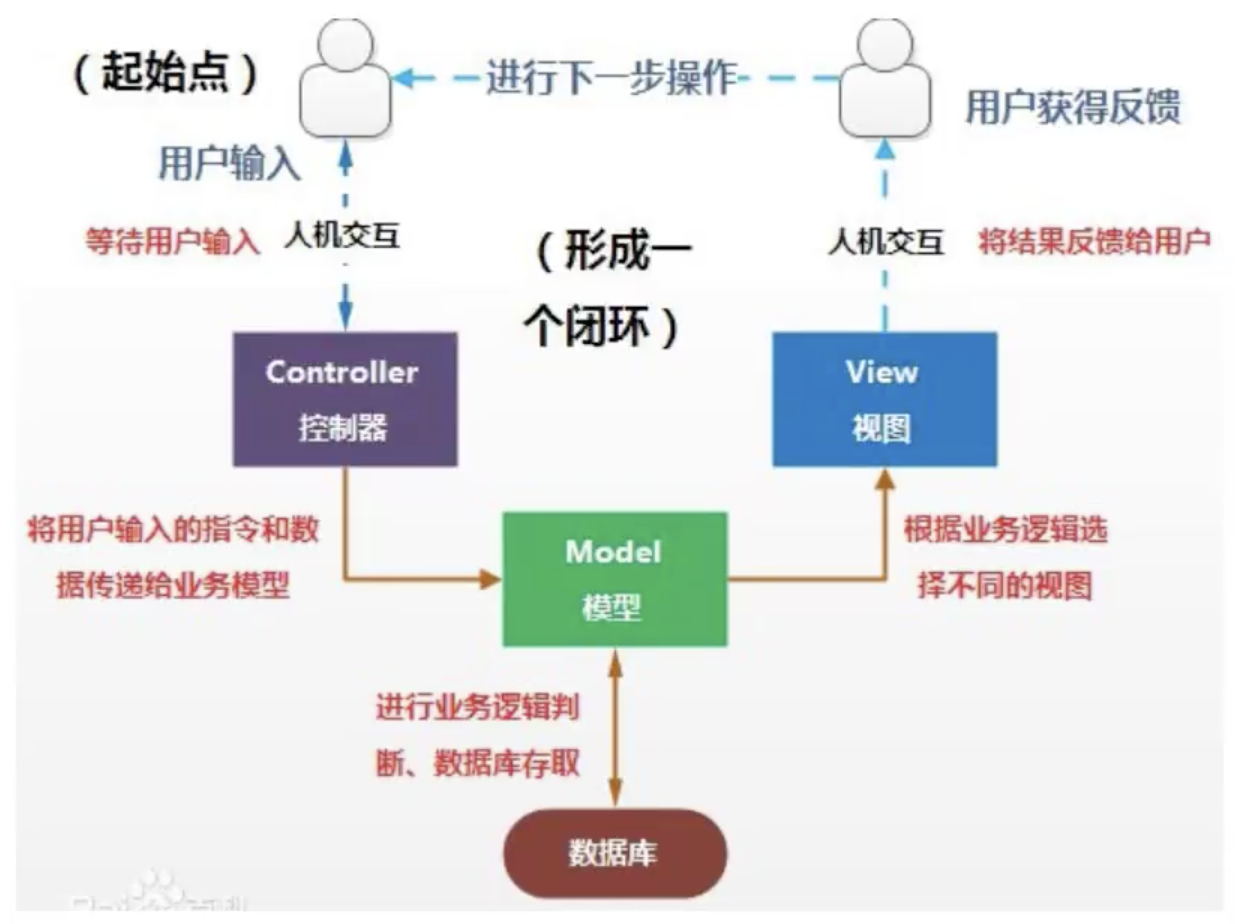 （起始点）
进行下一步操作
用户获得反馈
用户输入
等待用户输入
人机交互
（形成一
个闭环）
人机交互
将结果反馈给用户
Controller
控制器
View
视图
将用户输入的指令和数
据传递给业务模型
Model
模型
根据业务逻辑选
择不同的视图
进行业务逻辑判
断、数据库存取
数据库